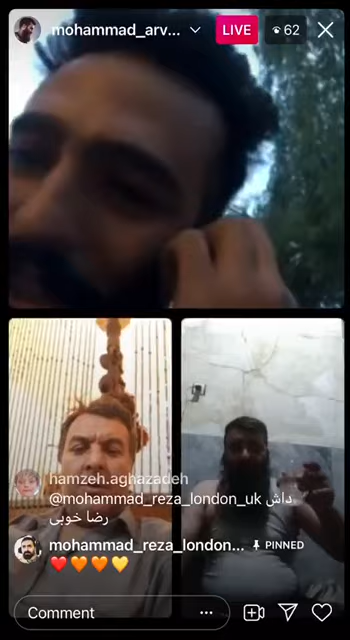 mohammad_arv... LIVE 62
hamzeh.aghazadeh
@mohammad_reza_london_uk داش
رضا خوبی
mohammad_reza_london... PINNED
❤️🧡🧡💛
Comment